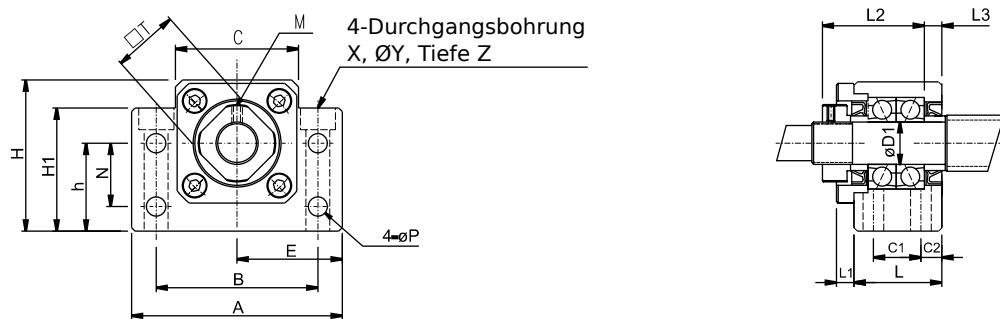 □T
C
M
4-Durchgangsbohrung
X, ØY, Tiefe Z
H
H1
h
N
4-øP
E
B
A
L2
L3
øD1
C1
C2
L1
L